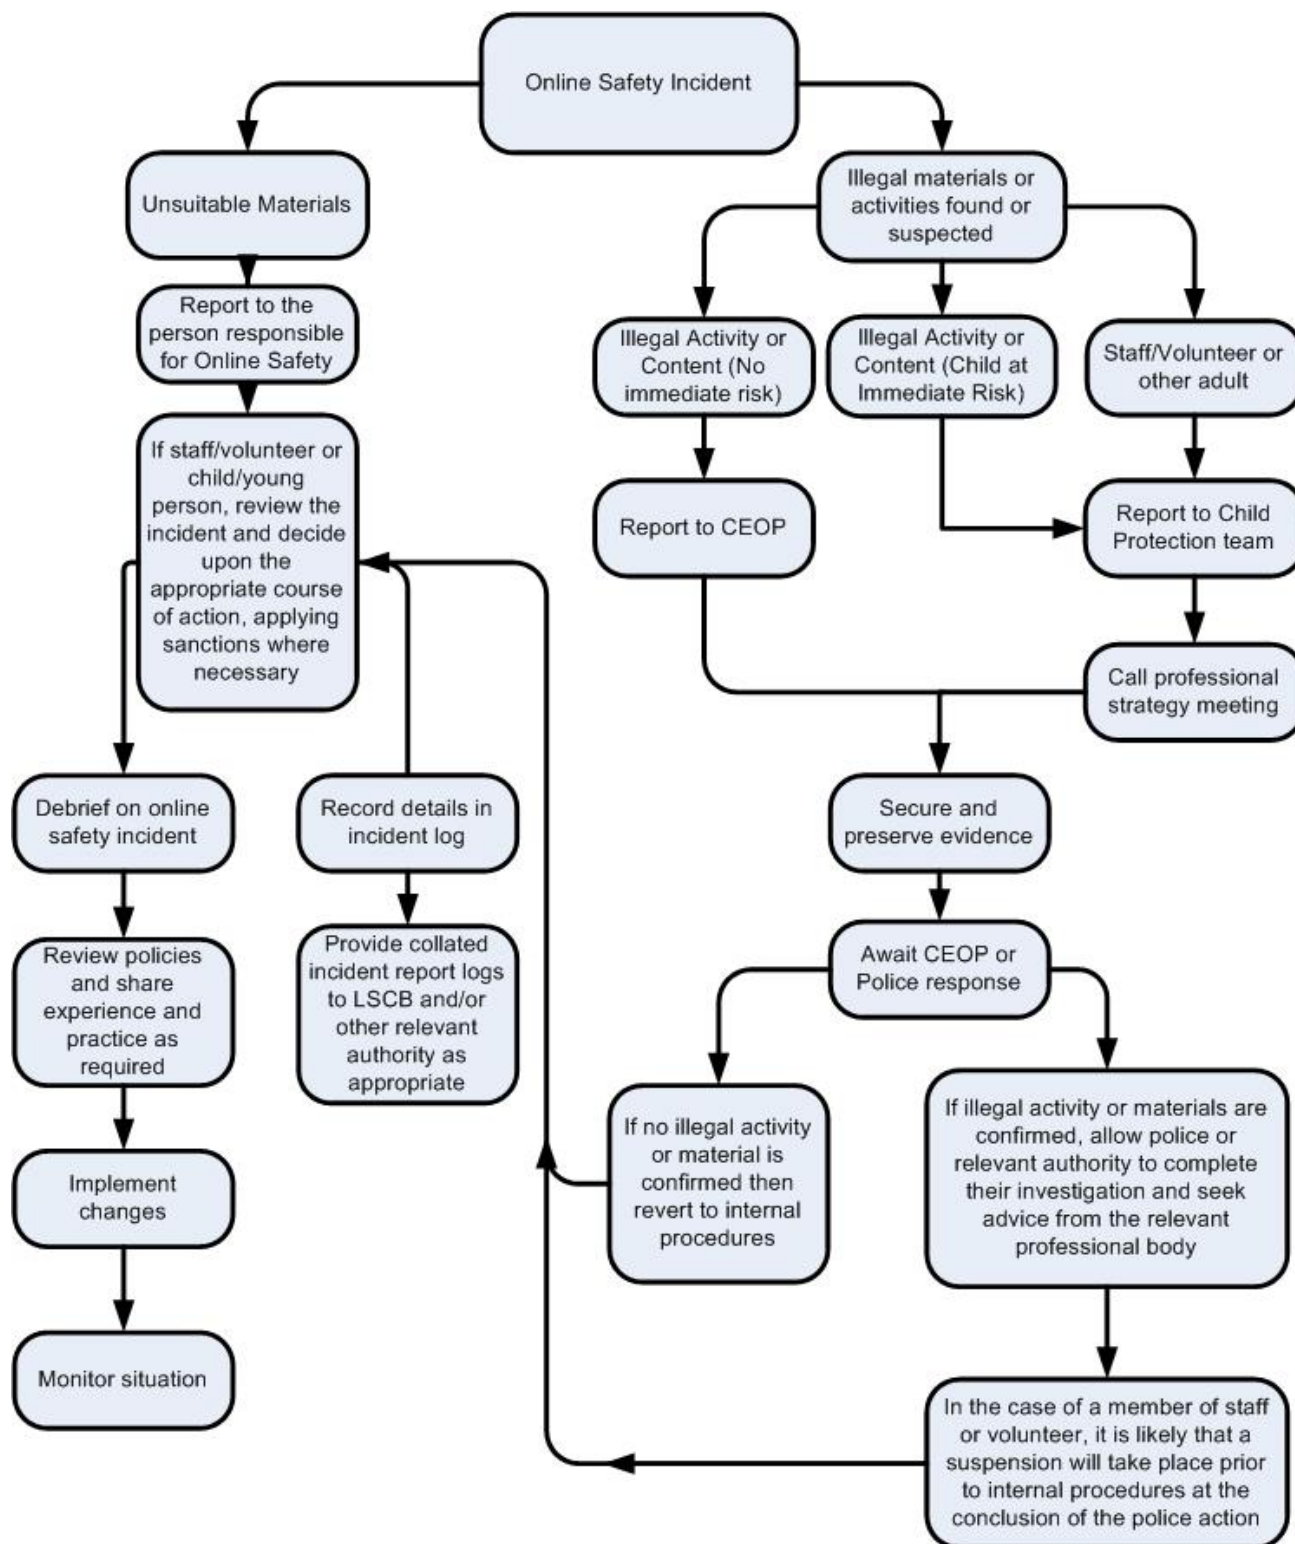 Online Safety Incident
Unsuitable Materials
Illegal materials or
activities found or
suspected
Report to the
person responsible
for Online Safety
Illegal Activity or
Content (No
immediate risk)
Illegal Activity or
Content (Child at
Immediate Risk)
Staff/Volunteer or
other adult
If staff/volunteer or
child/young
person, review the
incident and decide
upon the
appropriate course
of action, applying
sanctions where
necessary
Report to CEOP
Report to Child
Protection team
Call professional
strategy meeting
Debrief on online
safety incident
Record details in
incident log
Secure and
preserve evidence
Review policies
and share
experience and
practice as
required
Provide collated
incident report logs
to LSCB and/or
other relevant
authority as
appropriate
Await CEOP or
Police response
If no illegal activity
or material is
confirmed then
revert to internal
procedures
If illegal activity or materials are
confirmed, allow police or
relevant authority to complete
their investigation and seek
advice from the relevant
professional body
Implement
changes
Monitor situation
In the case of a member of staff
or volunteer, it is likely that a
suspension will take place prior
to internal procedures at the
conclusion of the police action